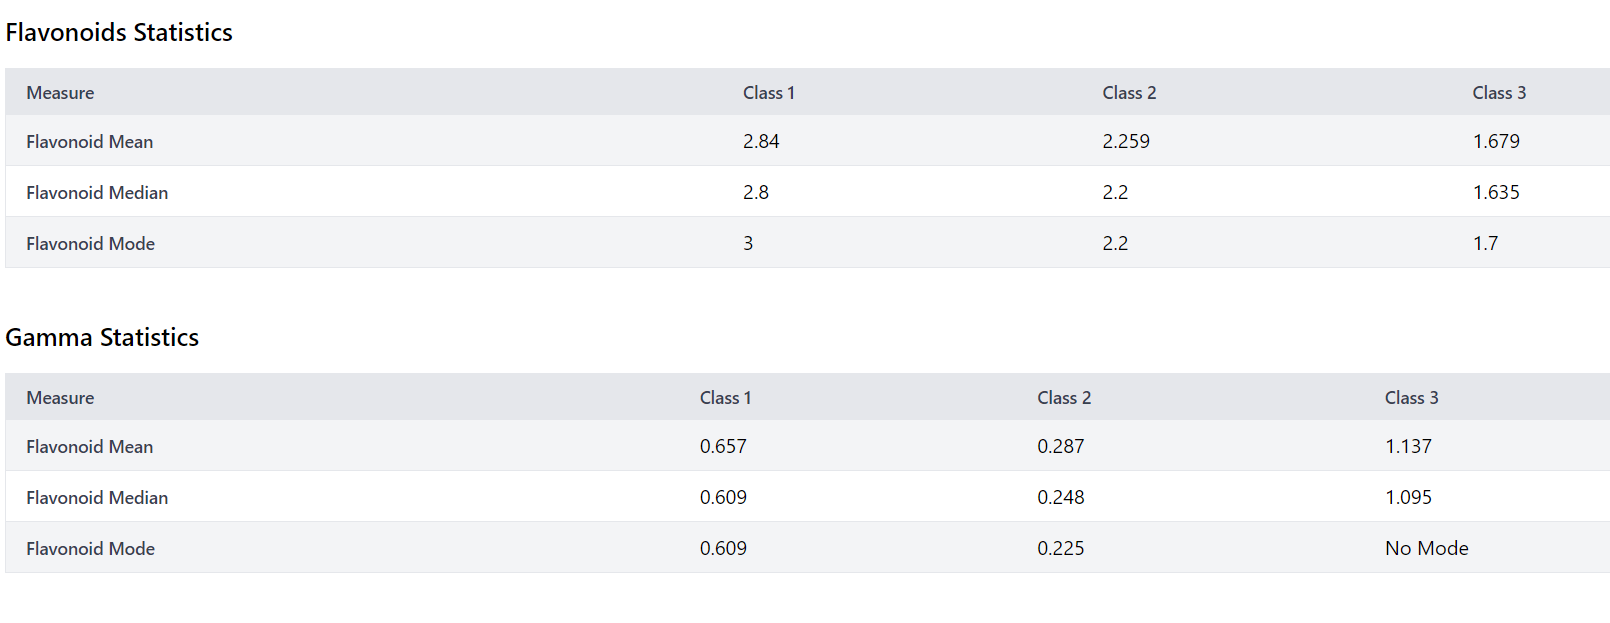 Flavonoids Statistics
Measure Class 1 Class 2 Class 3
Flavonoid Mean 2.84 2.259 1.679
Flavonoid Median 2.8 2.2 1.635
Flavonoid Mode 3 2.2 1.7
Gamma Statistics
Measure Class 1 Class 2 Class 3
Flavonoid Mean 0.657 0.287 1.137
Flavonoid Median 0.609 0.248 1.095
Flavonoid Mode 0.609 0.225 No Mode